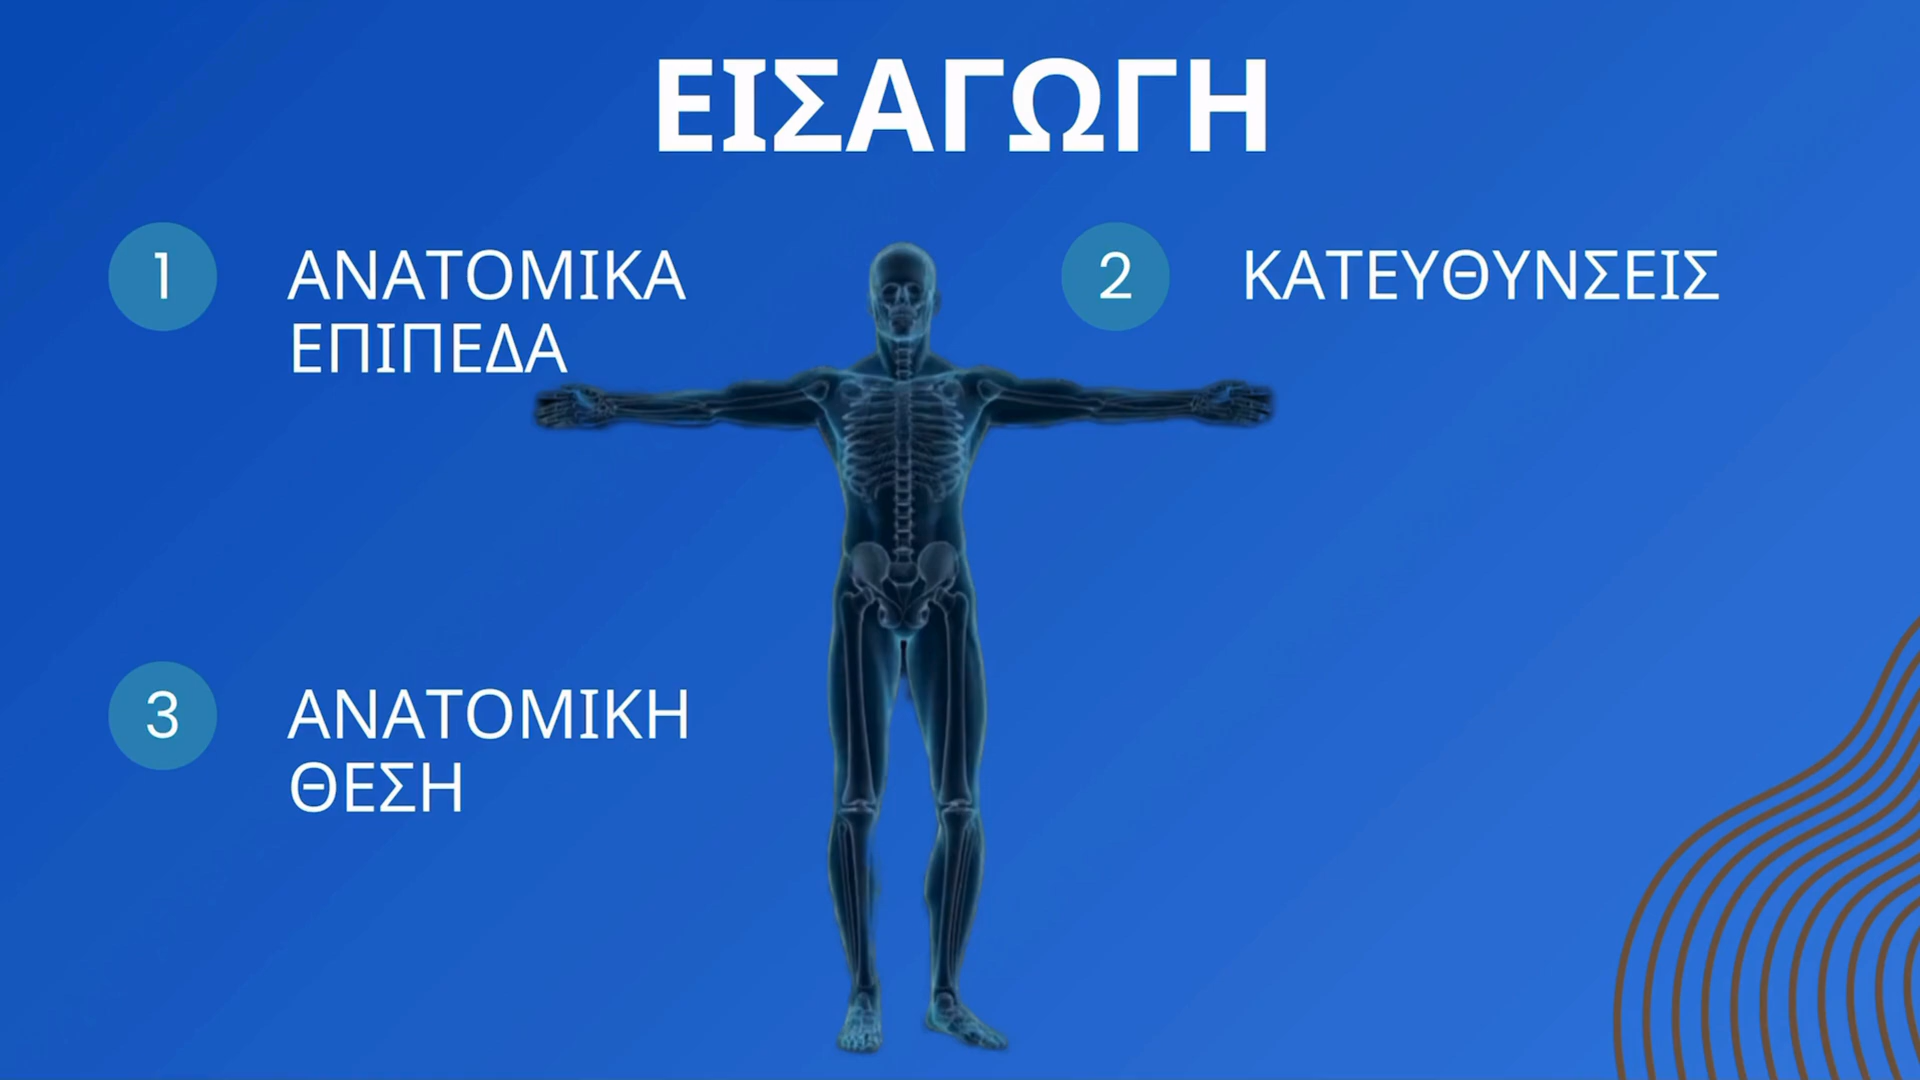 ΕΙΣΑΓΩΓΗ
1 ΑΝΑΤΟΜΙΚΑ
ΕΠΙΠΕΔΑ
2 ΚΑΤΕΥΘΥΝΣΕΙΣ
3 ΑΝΑΤΟΜΙΚΗ
ΘΕΣΗ